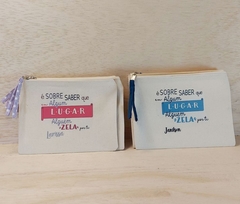 é SOBRE SABER que
em Algum
LUGAR
Alguém
ZELA por ti
é SOBRE SABER que
em Algum
LUGAR
Alguém
ZELA por ti